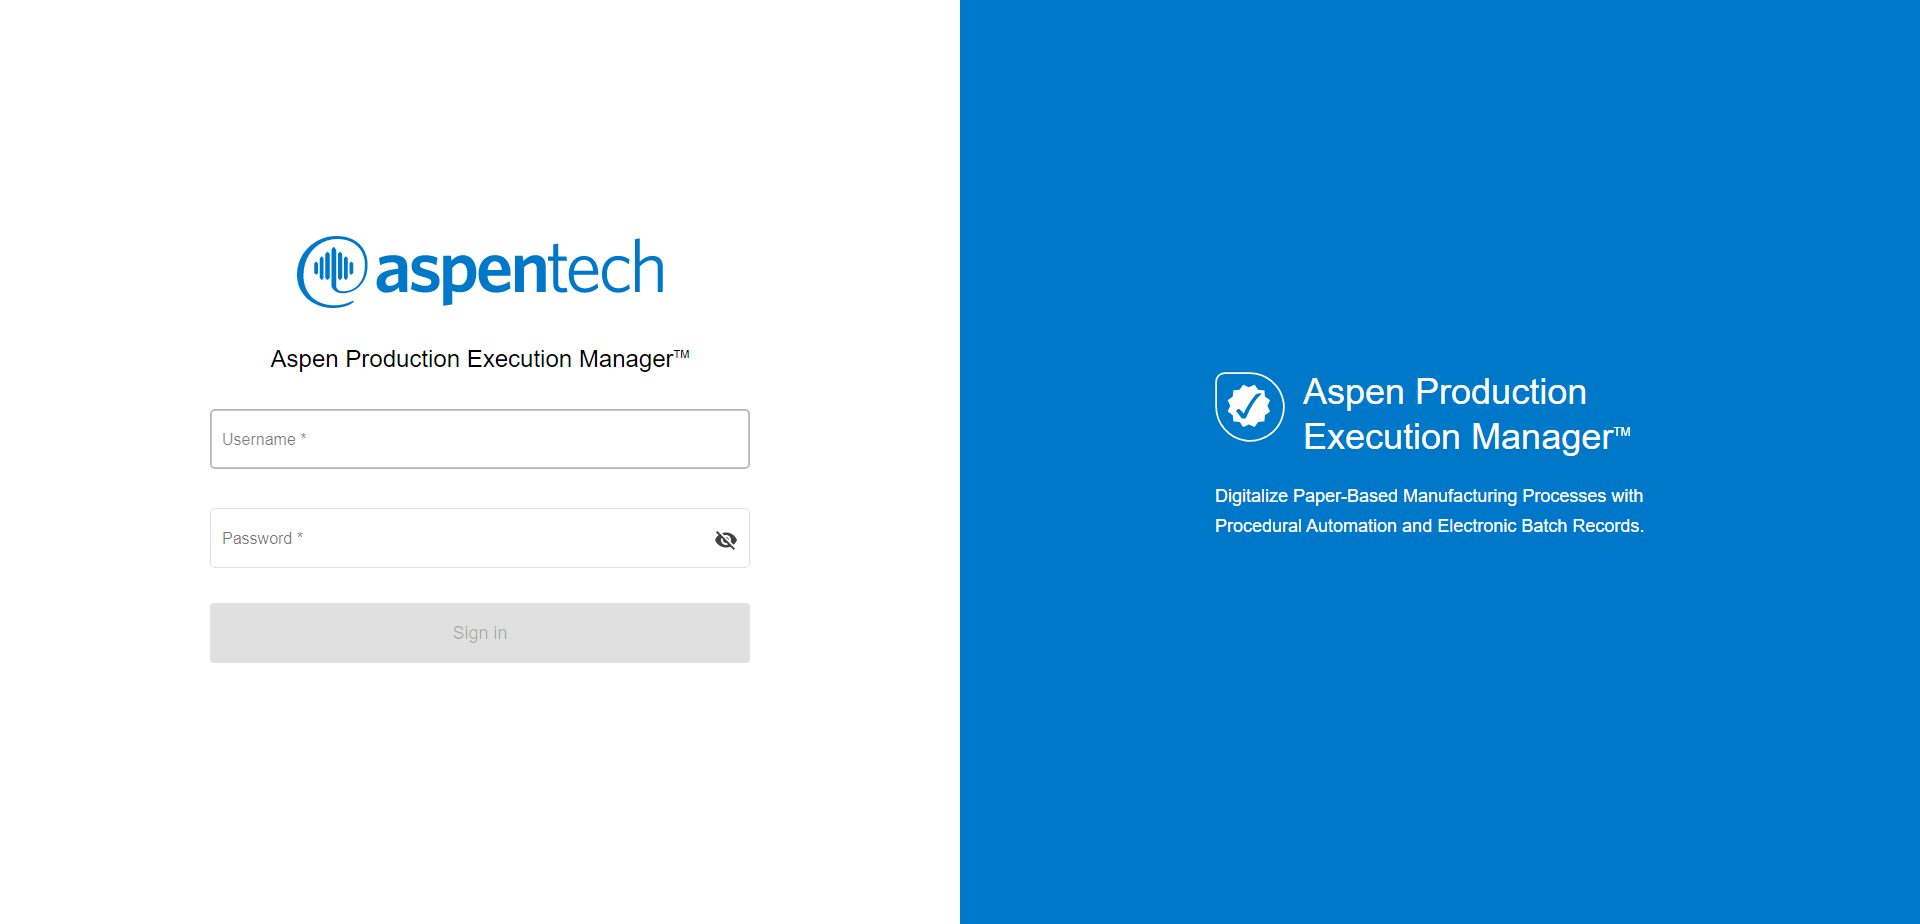 aspentech
Aspen Production Execution Manager™
Username *
Password *
Sign in
Aspen Production
Execution Manager™
Digitalize Paper-Based Manufacturing Processes with
Procedural Automation and Electronic Batch Records.